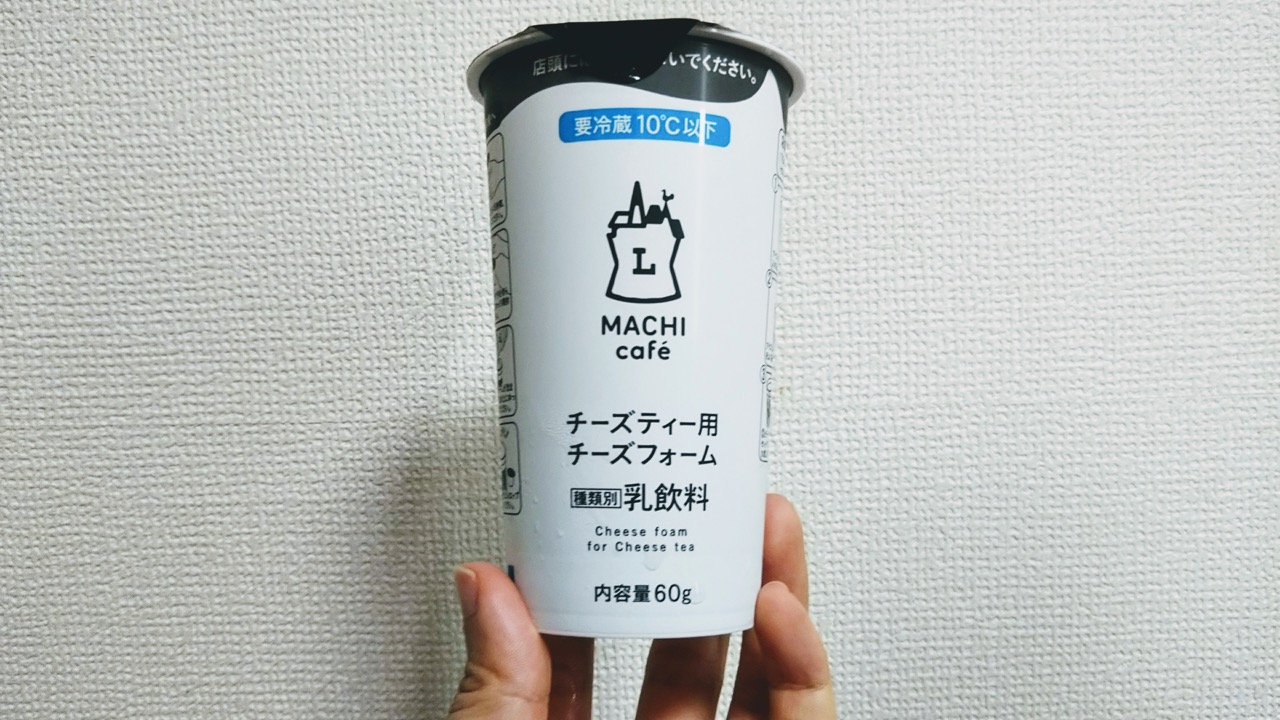 店頭に
いでください。
要冷蔵10℃以下
L
MACHI
café
チーズティー用
チーズフォーム
種類別 乳飲料
Cheese foam
for Cheese tea
内容量60g